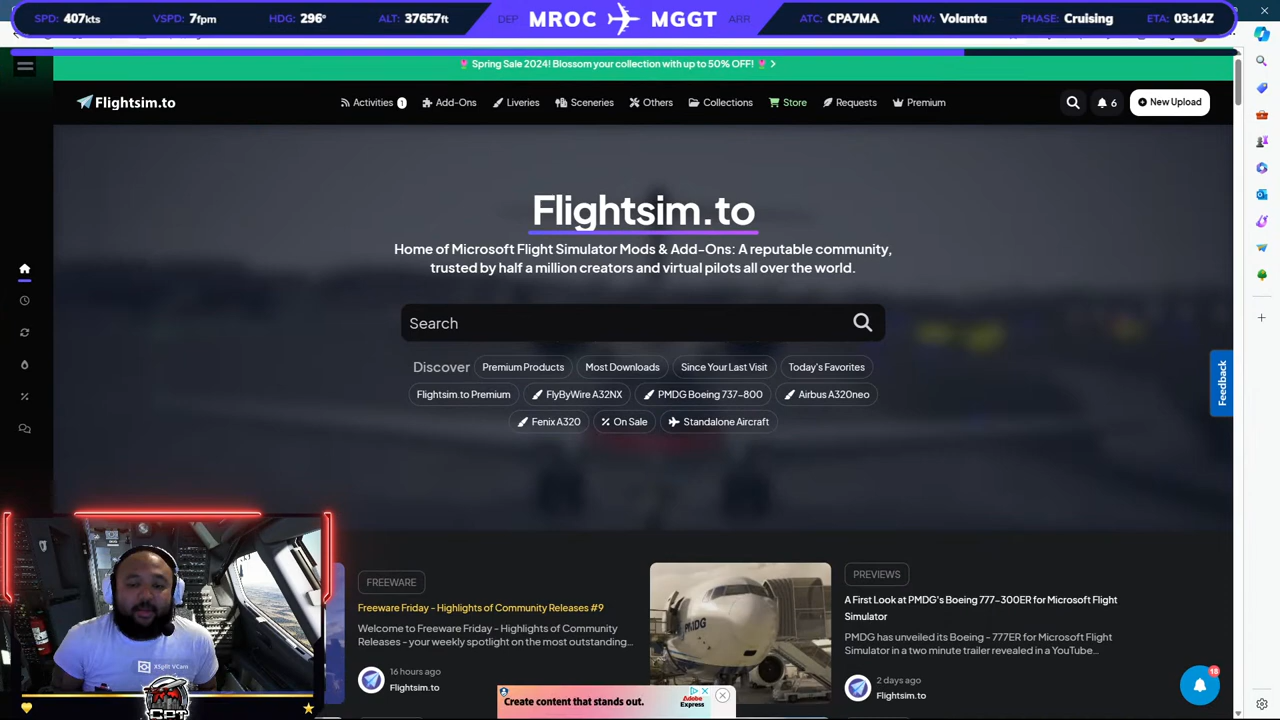 SPD: 407kts VSPD: 7fpm HDG: 296° ALT: 37657ft DEP MROC MGGT ARR ATC: CPA7MA NW: Volanta PHASE: Cruising ETA: 03:14Z
Spring Sale 2024! Blossom your collection with up to 50% OFF!
Flightsim.to Activities 1 Add-Ons Liveries Sceneries Others Collections Store Requests Premium 6 New Upload
Flightsim.to
Home of Microsoft Flight Simulator Mods & Add-Ons: A reputable community,
trusted by half a million creators and virtual pilots all over the world.
Search
Discover Premium Products Most Downloads Since Your Last Visit Today's Favorites
Flightsim.to Premium FlyByWire A32NX PMDG Boeing 737-800 Airbus A320neo
Fenix A320 On Sale Standalone Aircraft
Feedback
FREEWARE
Freeware Friday - Highlights of Community Releases #9
Welcome to Freeware Friday - Highlights of Community
Releases - your weekly spotlight on the most outstanding...
16 hours ago
Flightsim.to
PMDG
PREVIEWS
A First Look at PMDG's Boeing 777-300ER for Microsoft Flight
Simulator
PMDG has unveiled its Boeing - 777ER for Microsoft Flight
Simulator in a two minute trailer revealed in a YouTube...
2 days ago
Flightsim.to
18
XSplit VCam
CPT
Create content that stands out.
Adobe
Express